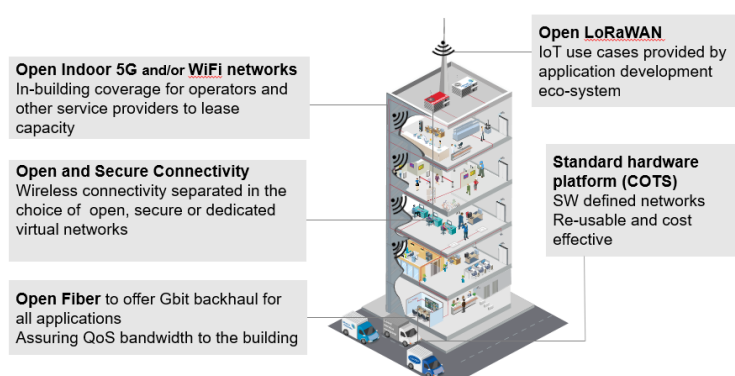 Open Indoor 5G and/or WiFi networks
In-building coverage for operators and
other service providers to lease
capacity
Open and Secure Connectivity
Wireless connectivity separated in the
choice of open, secure or dedicated
virtual networks
Open Fiber to offer Gbit backhaul for
all applications
Assuring QoS bandwidth to the building
Open LoRaWAN
IoT use cases provided by
application development
eco-system
Standard hardware
platform (COTS)
SW defined networks
Re-usable and cost
effective